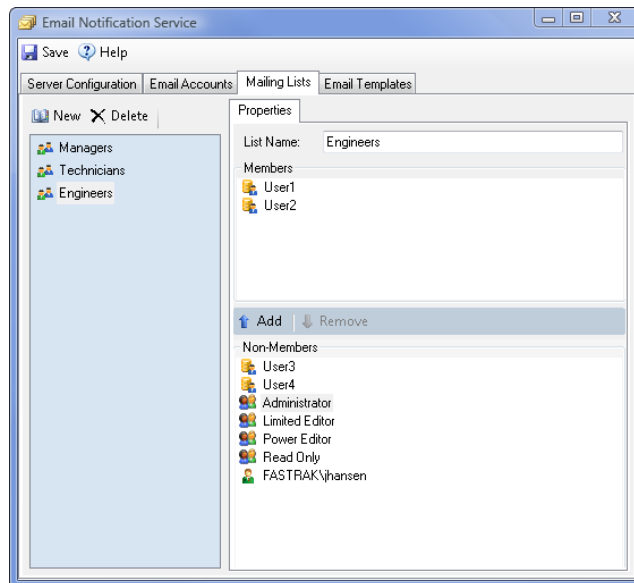 Email Notification Service
Save Help
Server Configuration Email Accounts Mailing Lists Email Templates
New Delete
Managers
Technicians
Engineers
Properties
List Name: Engineers
Members
User1
User2
Add Remove
Non-Members
User3
User4
Administrator
Limited Editor
Power Editor
Read Only
FASTRAK\jhansen